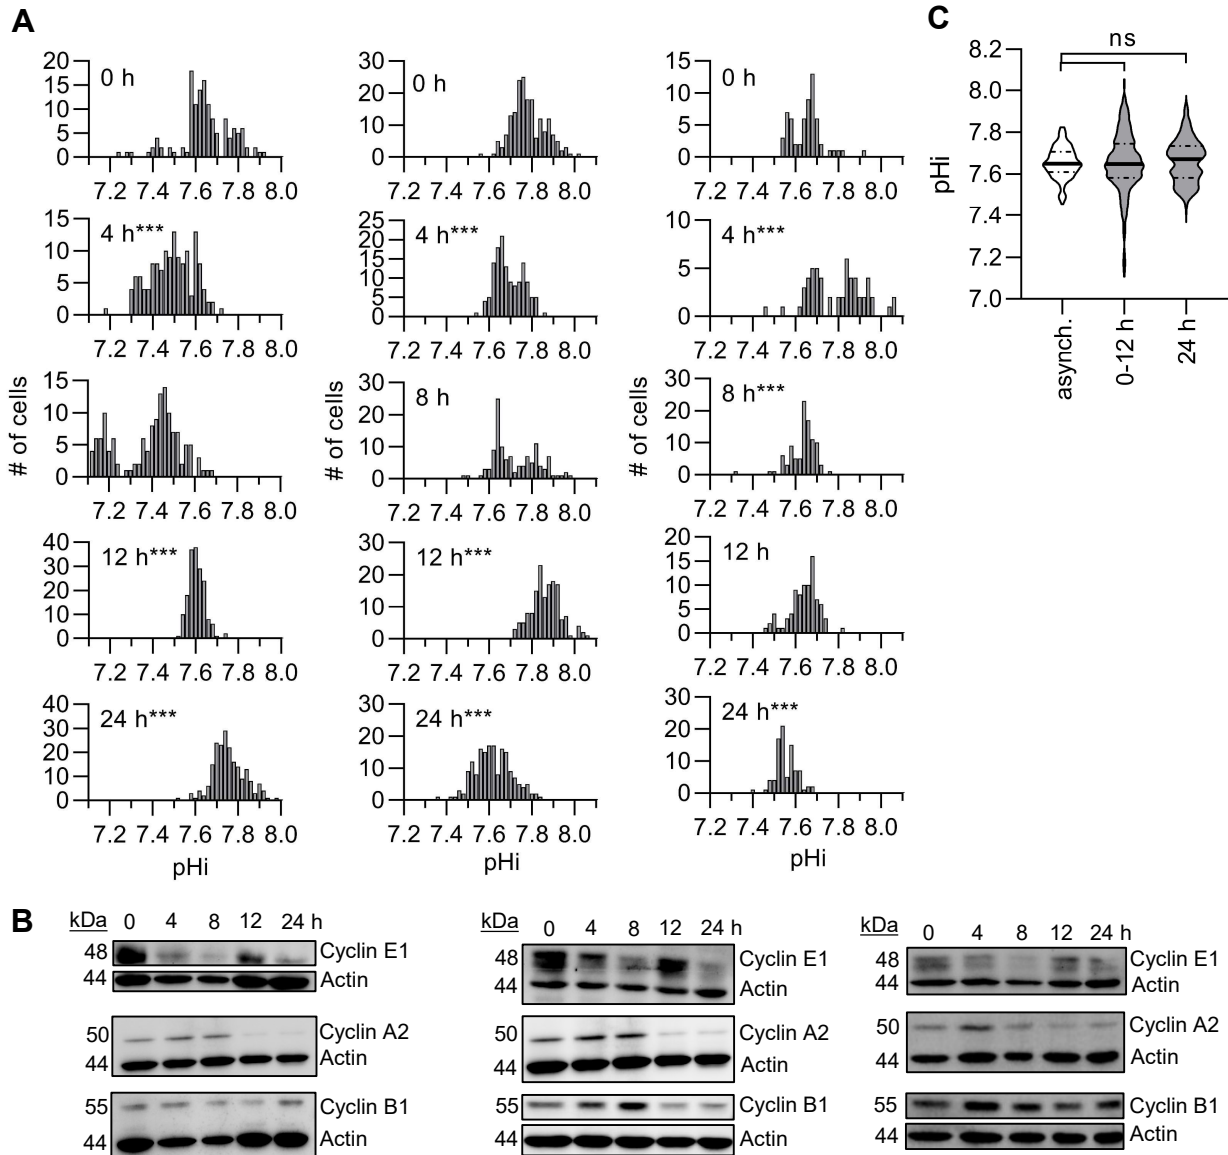 A
20
15
10
5
0
0 h
7.2 7.4 7.6 7.8 8.0
30
20
10
0
0 h
7.2 7.4 7.6 7.8 8.0
15
10
5
0
0 h
7.2 7.4 7.6 7.8 8.0
15
10
5
0
4 h***
7.2 7.4 7.6 7.8 8.0
25
20
15
10
5
0
4 h***
7.2 7.4 7.6 7.8 8.0
10
5
0
4 h***
7.2 7.4 7.6 7.8 8.0
# of cells
15
10
5
0
7.2 7.4 7.6 7.8 8.0
# of cells
30
20
10
0
8 h
7.2 7.4 7.6 7.8 8.0
# of cells
30
20
10
0
8 h***
7.2 7.4 7.6 7.8 8.0
40
30
20
10
0
12 h***
7.2 7.4 7.6 7.8 8.0
30
20
10
0
12 h***
7.2 7.4 7.6 7.8 8.0
20
15
10
5
0
12 h
7.2 7.4 7.6 7.8 8.0
40
30
20
10
0
24 h***
7.2 7.4 7.6 7.8 8.0
pHi
30
20
10
0
24 h***
7.2 7.4 7.6 7.8 8.0
pHi
30
20
10
0
24 h***
7.2 7.4 7.6 7.8 8.0
pHi
C
ns
pHi
8.2
8.0
7.8
7.6
7.4
7.2
7.0
asynch.
0-12 h
24 h
B
kDa 0 4 8 12 24 h
48 Cyclin E1
44 Actin
50 Cyclin A2
44 Actin
55 Cyclin B1
44 Actin
kDa 0 4 8 12 24 h
48 Cyclin E1
44 Actin
50 Cyclin A2
44 Actin
55 Cyclin B1
44 Actin
kDa 0 4 8 12 24 h
48 Cyclin E1
44 Actin
50 Cyclin A2
44 Actin
55 Cyclin B1
44 Actin